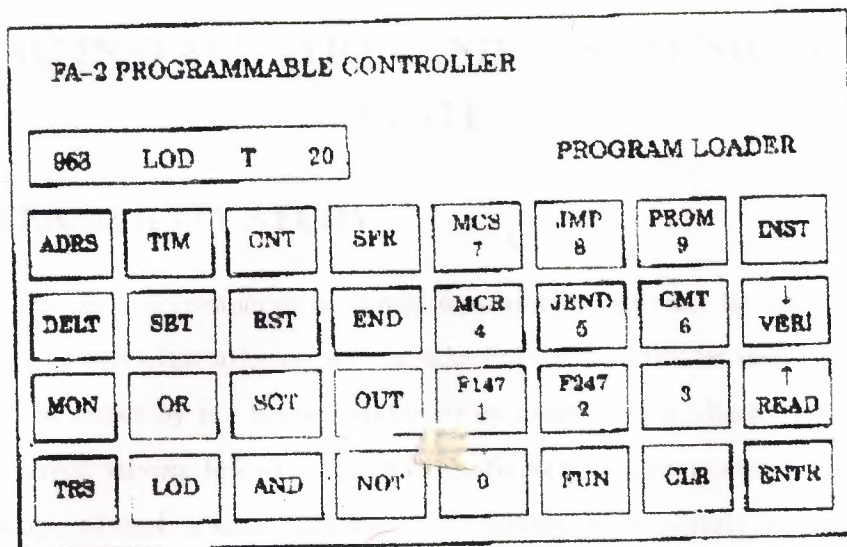 FA-2 PROGRAMMABLE CONTROLLER
963 LOD T 20
PROGRAM LOADER
ADRS TIM CNT SFR MCS JMP PROM INST
7 8 9
DELT SET RST END MCR JEND CMT ↓
4 5 6 VERI
MON OR SOT OUT F147 F247 3 ↑
1 2 READ
TRS LOD AND NOT 0 FUN CLR ENTR